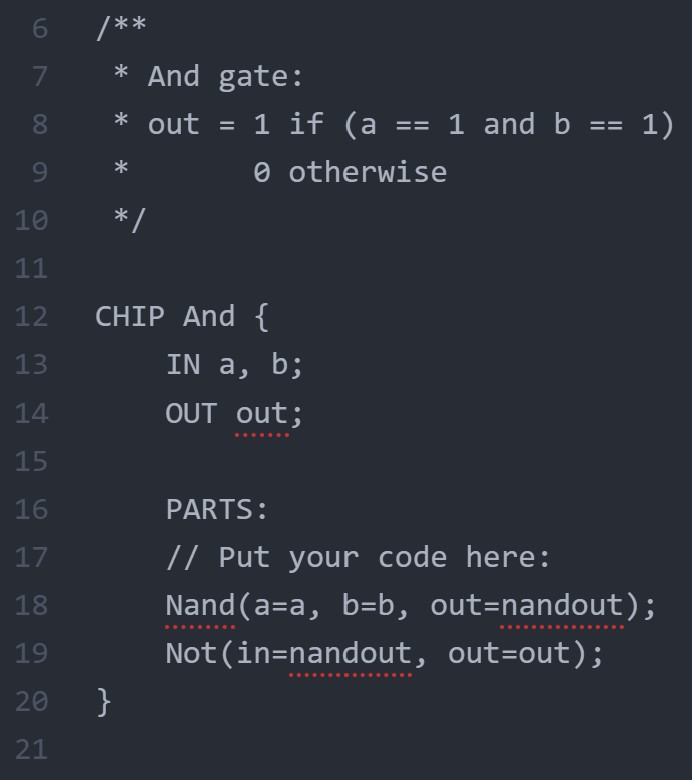 6 /**
7  * And gate:
8  * out = 1 if (a == 1 and b == 1)
9  *       0 otherwise
10  */
11
12 CHIP And {
13     IN a, b;
14     OUT out;
15
16     PARTS:
17     // Put your code here:
18     Nand(a=a, b=b, out=nandout);
19     Not(in=nandout, out=out);
20 }
21